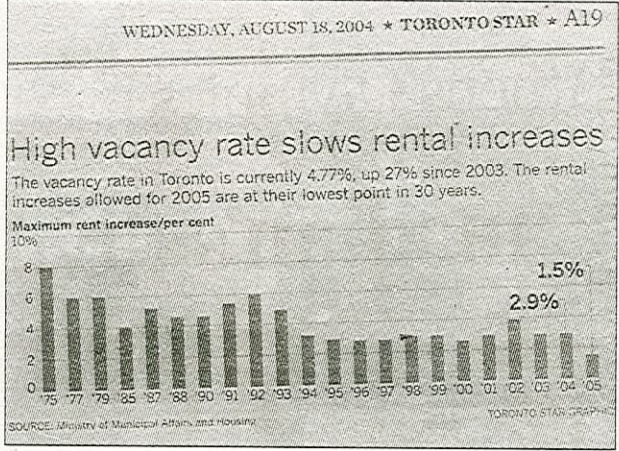 WEDNESDAY, AUGUST 18, 2004 ★ TORONTO STAR ★ A19
High vacancy rate slows rental increases
The vacancy rate in Toronto is currently 4.77%, up 27% since 2003. The rental
increases allowed for 2005 are at their lowest point in 30 years.
Maximum rent increase/per cent
10%
8
6
4
2
0
1.5%
2.9%
'75 '77 '79 '85 '87 '88 '90 '91 '92 '93 '94 '95 '96 '97 '98 '99 '00 '01 '02 '03 '04 '05
SOURCE: Ministry of Municipal Affairs and Housing
TORONTO STAR GRAPHIC